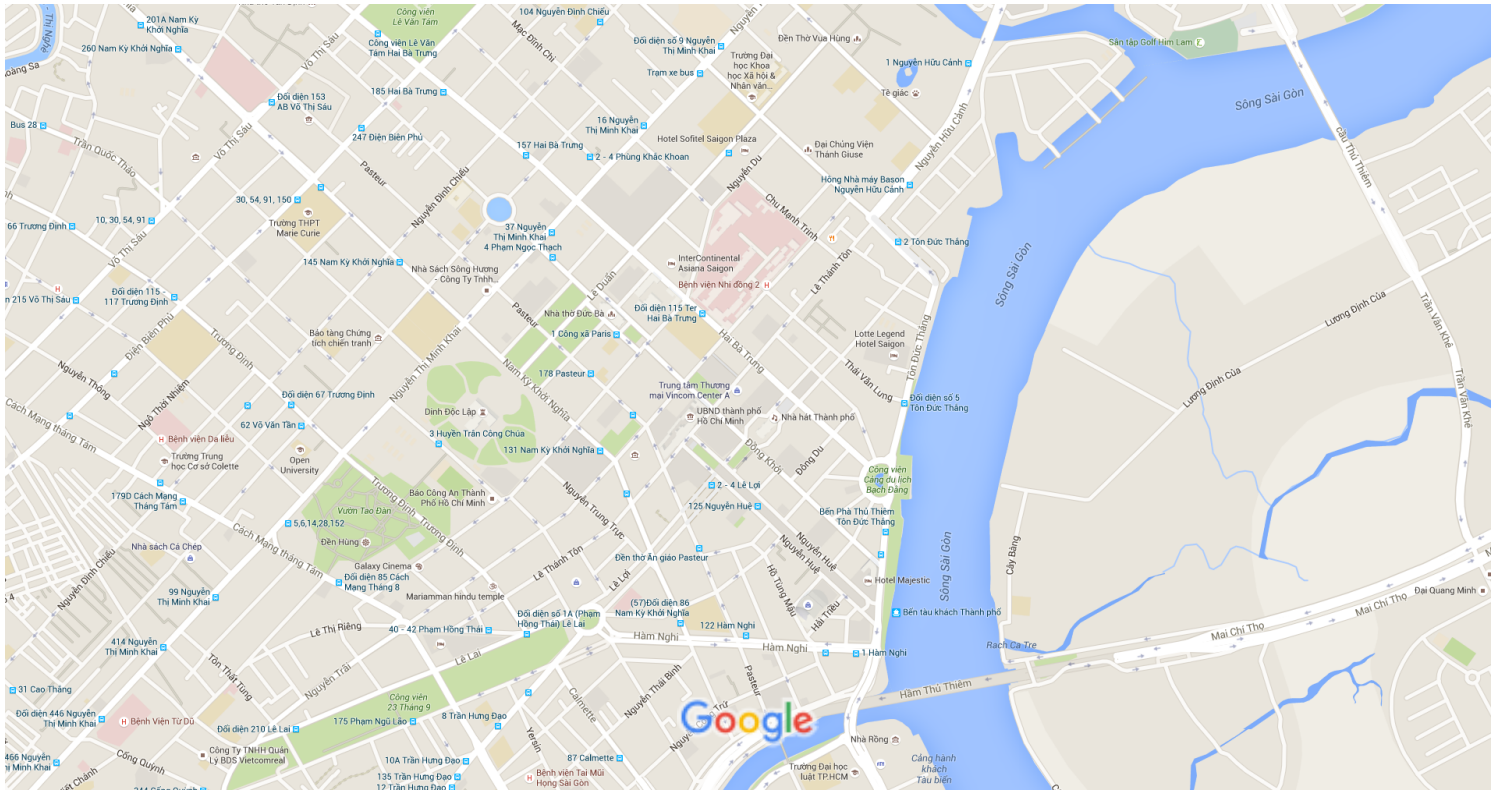 Công viên
Lê Văn Tám
104 Nguyễn Đình Chiểu
201A Nam Kỳ
Khởi Nghĩa
260 Nam Kỳ Khởi Nghĩa
Công viên Lê Văn
Tám Hai Bà Trưng
Mạc Đĩnh Chi
Đối diện số 9 Nguyễn
Thị Minh Khai
Trạm xe bus
Đền Thờ Vua Hùng
Trường Đại
học Khoa
học Xã hội &
Nhân văn...
1 Nguyễn Hữu Cảnh
Tê giác
Sân tập Golf Him Lam
Sông Sài Gòn
Cầu Thủ Thiêm
Võ Thị Sáu
185 Hai Bà Trưng
Đối diện 153
AB Võ Thị Sáu
Bus 28
Trần Quốc Thảo
Võ Thị Sáu
247 Điện Biên Phủ
16 Nguyễn
Thị Minh Khai
157 Hai Bà Trưng
2 - 4 Phùng Khắc Khoan
Hotel Sofitel Saigon Plaza
Đại Chủng Viện
Thánh Giuse
Nguyễn Hữu Cảnh
Nguyễn Du
Pasteur
Nguyễn Đình Chiểu
Hông Nhà máy Bason
Nguyễn Hữu Cảnh
Chu Mạnh Trinh
30, 54, 91, 150
10, 30, 54, 91
66 Trương Định
Trường THPT
Marie Curie
37 Nguyễn
Thị Minh Khai
4 Phạm Ngọc Thạch
2 Tôn Đức Thắng
Võ Thị Sáu
145 Nam Kỳ Khởi Nghĩa
Nhà Sách Sông Hương
- Công Ty Tnhh...
InterContinental
Asiana Saigon
Bệnh viện Nhi đồng 2
Lê Thánh Tôn
Sông Sài Gòn
Đối diện 115 -
117 Trương Định
215 Võ Thị Sáu
Lê Duẩn
Pasteur
Nhà thờ Đức Bà
Đối diện 115 Ter
Hai Bà Trưng
1 Công xã Paris
Hai Bà Trưng
Lotte Legend
Hotel Saigon
Tôn Đức Thắng
Lương Định Của
Trần Văn Khê
Điện Biên Phủ
Trương Định
Bảo tàng Chứng
tích chiến tranh
Nguyễn Thị Minh Khai
Nam Kỳ Khởi Nghĩa
178 Pasteur
Thái Văn Lung
Nguyễn Thông
Ngô Thời Nhiệm
Đối diện 67 Trương Định
Trung tâm Thương
mại Vincom Center A
Đối diện số 5
Tôn Đức Thắng
Lương Định Của
Trần Văn Khê
Cách Mạng tháng Tám
Dinh Độc Lập
UBND thành phố
Hồ Chí Minh
Nhà hát Thành phố
62 Võ Văn Tần
3 Huyền Trân Công Chúa
131 Nam Kỳ Khởi Nghĩa
Đồng Khởi
Đông Du
Bệnh viện Da liễu
Trường Trung
học Cơ sở Colette
Open
University
Công viên
Cảng du lịch
Bạch Đằng
179D Cách Mạng
Tháng Tám
Trương Định
Báo Công An Thành
Phố Hồ Chí Minh
Nguyễn Trung Trực
2 - 4 Lê Lợi
125 Nguyễn Huệ
Bến Phà Thủ Thiêm
Tôn Đức Thắng
5,6,14,28,152
Vườn Tao Đàn
Trương Định
Cách Mạng tháng Tám
Đền Hùng
Nhà sách Cá Chép
Nguyễn Đình Chiểu
Đền thờ Ấn giáo Pasteur
Nguyễn Huệ
Nguyễn Huệ
Sông Sài Gòn
Cây Bàng
Galaxy Cinema
Đối diện 85 Cách
Mạng Tháng 8
Lê Thánh Tôn
Lê Lợi
Hồ Tùng Mậu
Hotel Majestic
99 Nguyễn
Thị Minh Khai
Mariamman hindu temple
Đối diện số 1A (Phạm
Hồng Thái) Lê Lai
(57)Đối diện 86
Nam Kỳ Khởi Nghĩa
Hải Triều
Bến tàu khách Thành phố
Đại Quang Minh
Mai Chí Thọ
Mai Chí Thọ
Lê Thị Riêng
40 - 42 Phạm Hồng Thái
122 Hàm Nghi
Hàm Nghi
Hàm Nghi
1 Hàm Nghi
Rạch Cá Trê
414 Nguyễn
Thị Minh Khai
Tôn Thất Tùng
Nguyễn Trãi
Lê Lai
Nguyễn Thái Bình
Pasteur
Calmette
Hầm Thủ Thiêm
31 Cao Thắng
Công viên
23 Tháng 9
Đối diện 446 Nguyễn
Thị Minh Khai
Bệnh Viện Từ Dũ
Đối diện 210 Lê Lai
175 Phạm Ngũ Lão
8 Trần Hưng Đạo
Yersin
Google
Nhà Rồng
466 Nguyễn
Thị Minh Khai
Cống Quỳnh
Công Ty TNHH Quản
Lý BDS Vietcomreal
10A Trần Hưng Đạo
135 Trần Hưng Đạo
12 Trần Hưng Đạo
87 Calmette
Bệnh viện Tai Mũi
Họng Sài Gòn
Trường Đại học
luật TP.HCM
Cảng hành
khách
Tàu biển